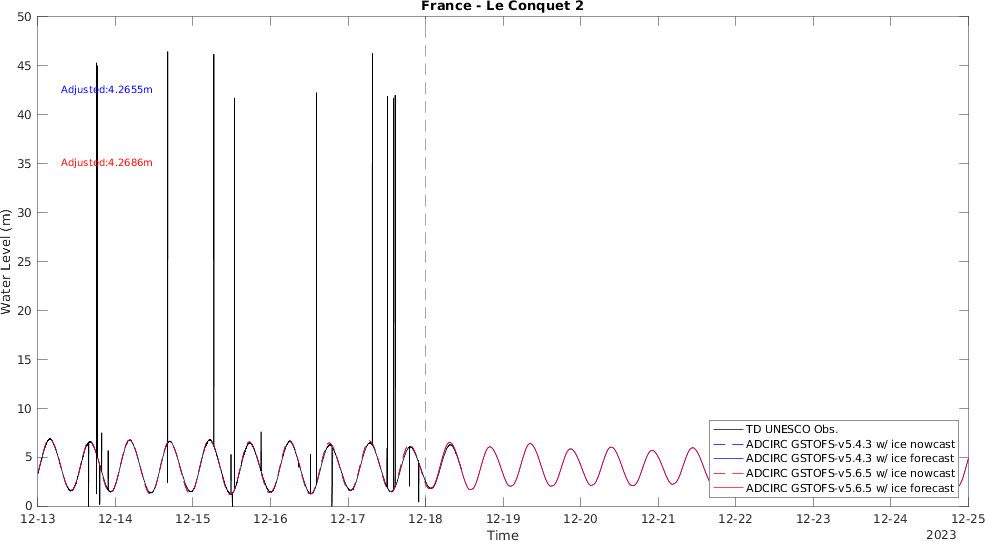 France - Le Conquet 2
50
45
40
35
30
25
20
15
10
5
0
Water Level (m)
Adjusted:4.2655m
Adjusted:4.2686m
TD UNESCO Obs.
ADCIRC GSTOFS-v5.4.3 w/ ice nowcast
ADCIRC GSTOFS-v5.4.3 w/ ice forecast
ADCIRC GSTOFS-v5.6.5 w/ ice nowcast
ADCIRC GSTOFS-v5.6.5 w/ ice forecast
12-13 12-14 12-15 12-16 12-17 12-18 12-19 12-20 12-21 12-22 12-23 12-24 12-25
Time
2023